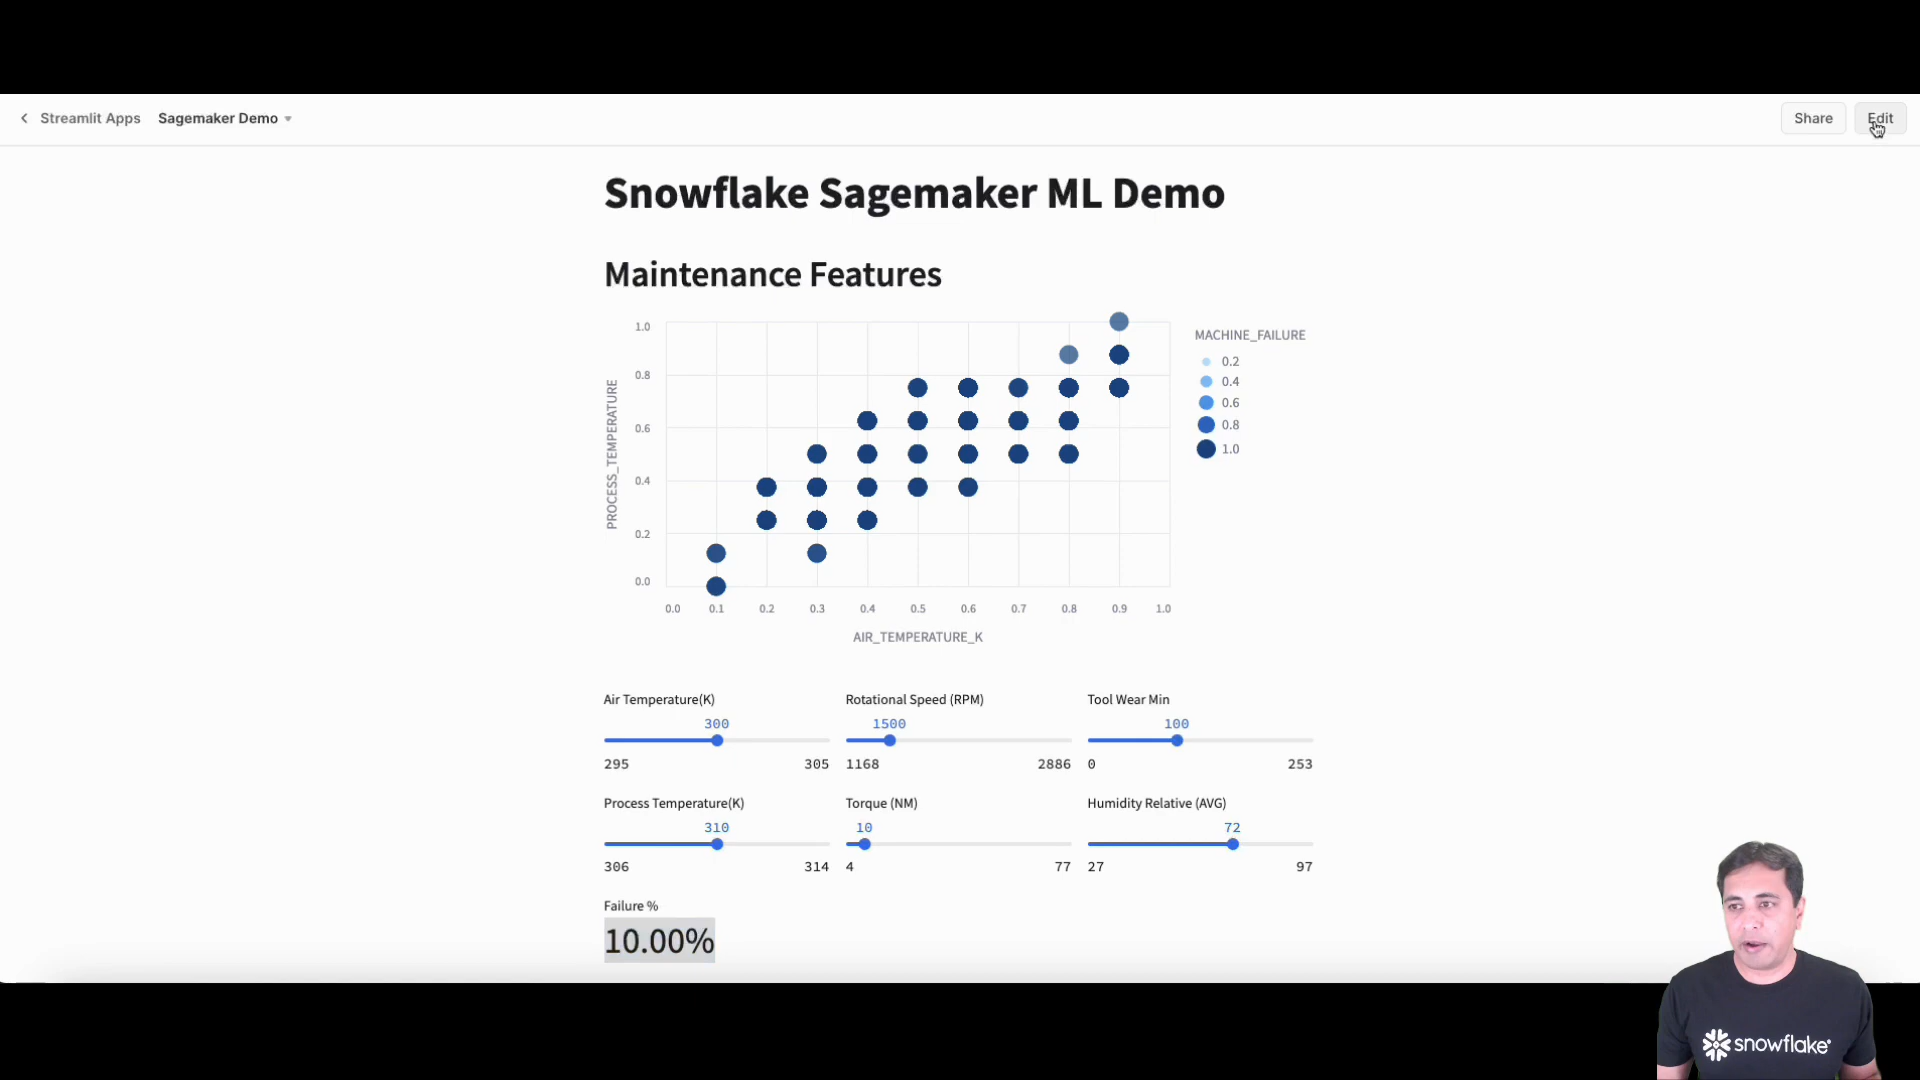 Streamlit Apps Sagemaker Demo
Share Edit
Snowflake Sagemaker ML Demo
Maintenance Features
1.0
0.8
0.6
0.4
0.2
0.0
PROCESS_TEMPERATURE
0.0 0.1 0.2 0.3 0.4 0.5 0.6 0.7 0.8 0.9 1.0
AIR_TEMPERATURE_K
MACHINE_FAILURE
0.2
0.4
0.6
0.8
1.0
Air Temperature(K) Rotational Speed (RPM) Tool Wear Min
300 1500 100
295 305 1168 2886 0 253
Process Temperature(K) Torque (NM) Humidity Relative (AVG)
310 10 72
306 314 4 77 27 97
Failure %
10.00%
snowflake